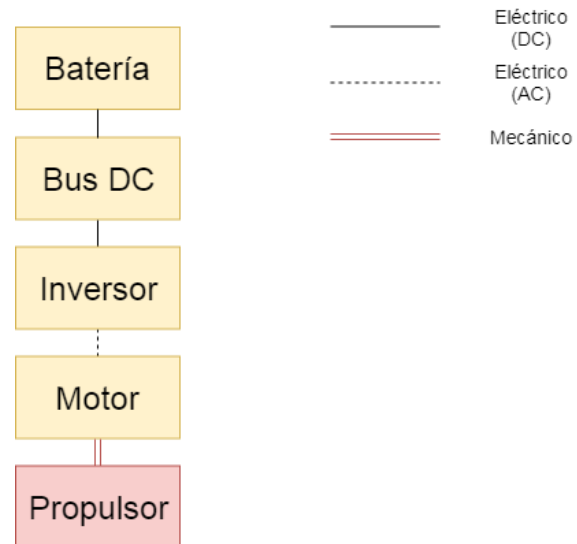 Batería
Bus DC
Inversor
Motor
Propulsor
Eléctrico
(DC)
Eléctrico
(AC)
Mecánico